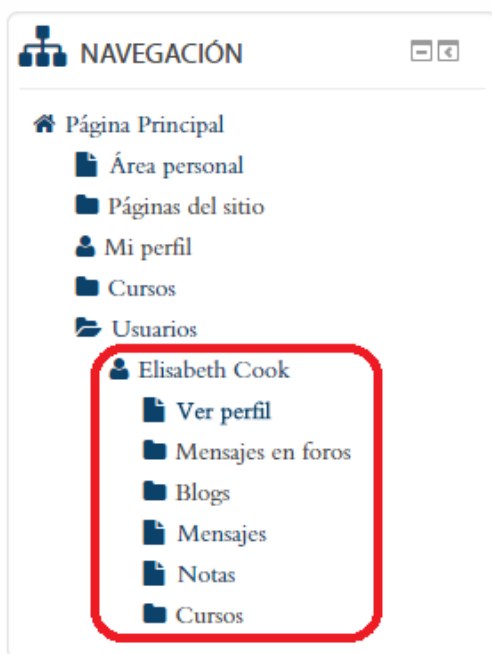 NAVEGACIÓN
Página Principal
Área personal
Páginas del sitio
Mi perfil
Cursos
Usuarios
Elisabeth Cook
Ver perfil
Mensajes en foros
Blogs
Mensajes
Notas
Cursos